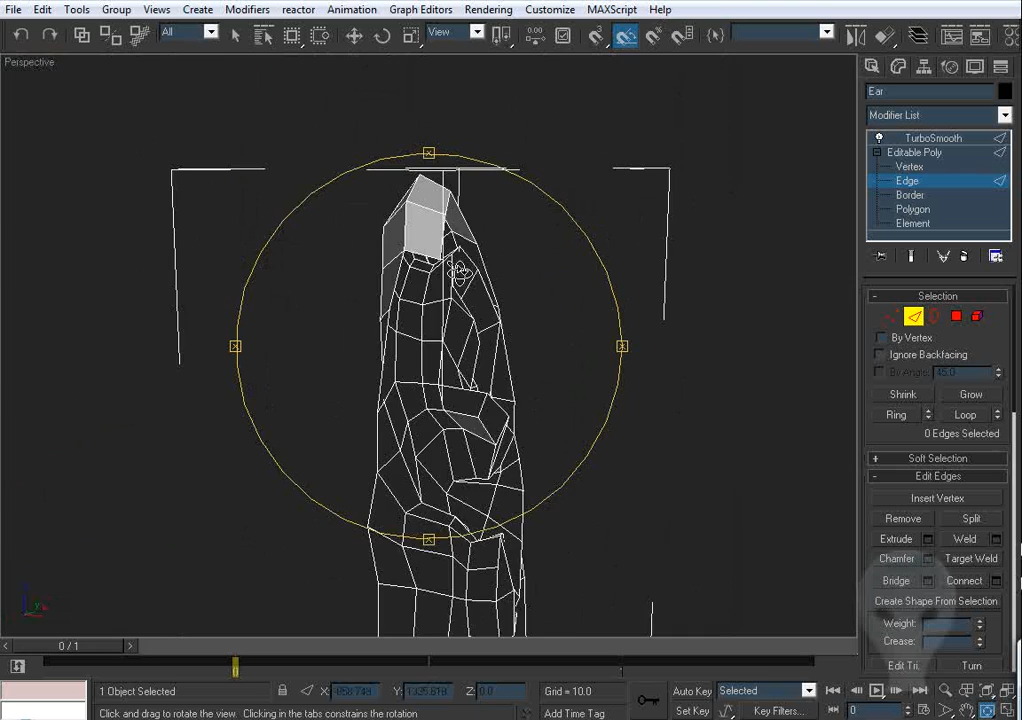 File Edit Tools Group Views Create Modifiers reactor Animation Graph Editors Rendering Customize MAXScript Help
All View
Perspective
Ear
Modifier List
TurboSmooth
Editable Poly
Vertex
Edge
Border
Polygon
Element
- Selection
By Vertex
Ignore Backfacing
By Angle: 45.0
Shrink Grow
Ring Loop
0 Edges Selected
+ Soft Selection
- Edit Edges
Insert Vertex
Remove Split
Extrude Weld
Chamfer Target Weld
Bridge Connect
Create Shape From Selection
Weight:
Crease:
Edit Tri. Turn
0 / 1
1 Object Selected X: Y: Z: 0.0 Grid = 10.0 Auto Key Selected
Click and drag to rotate the view. Clicking in the tabs constrains the rotation Add Time Tag Set Key Key Filters... 0